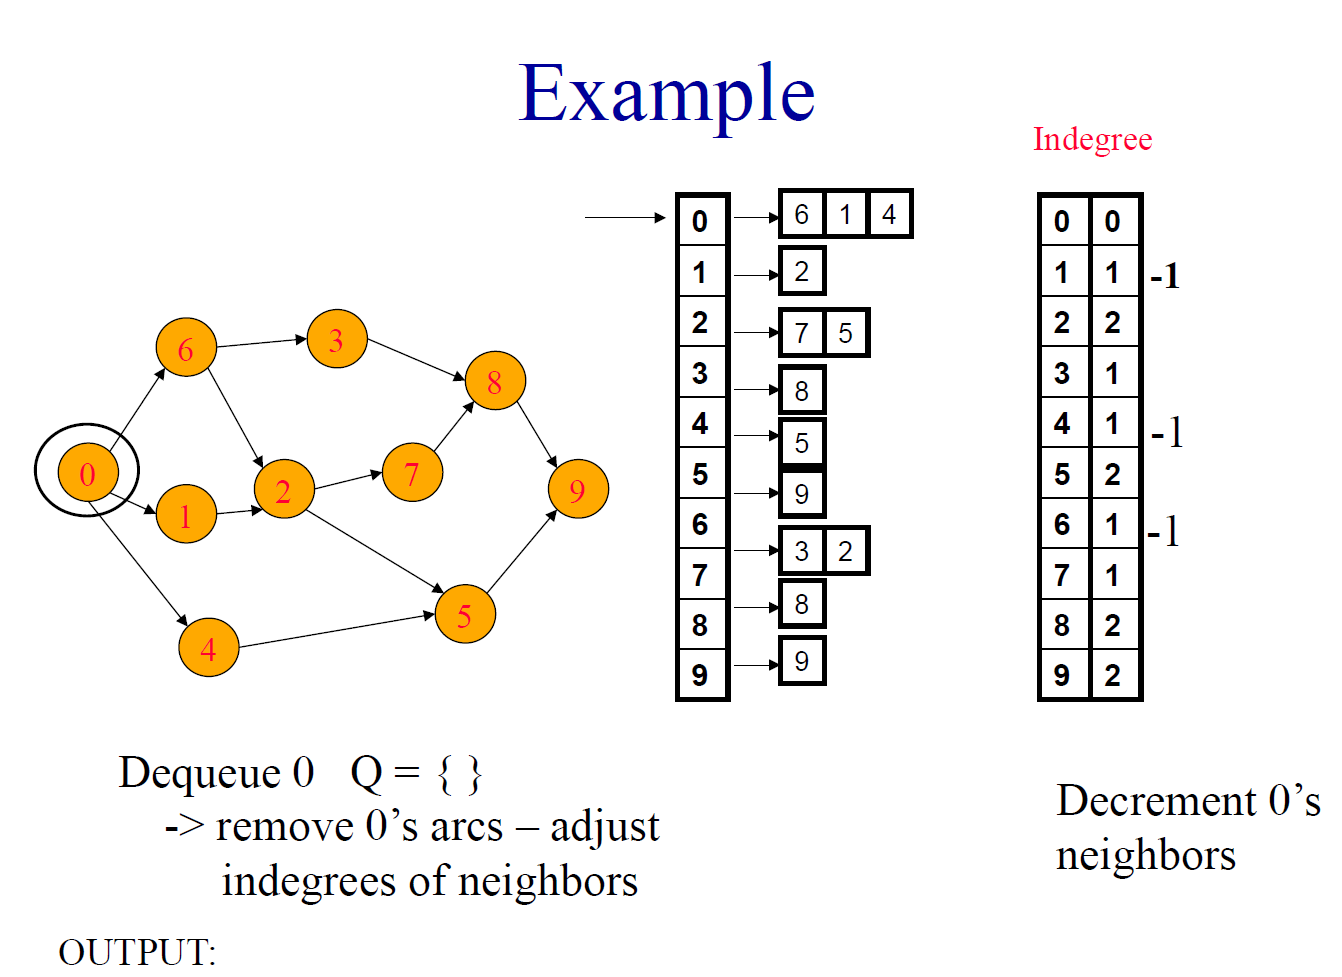 Example
Indegree
6
3
8
0
7
2
9
1
5
4
0 6 1 4
1 2
2 7 5
3 8
4 5
5 9
6 3 2
7 8
8 9
9
0 0
1 1 -1
2 2
3 1
4 1 -1
5 2
6 1 -1
7 1
8 2
9 2
Dequeue 0 Q = { }
-> remove 0’s arcs – adjust
indegrees of neighbors
Decrement 0’s
neighbors
OUTPUT: